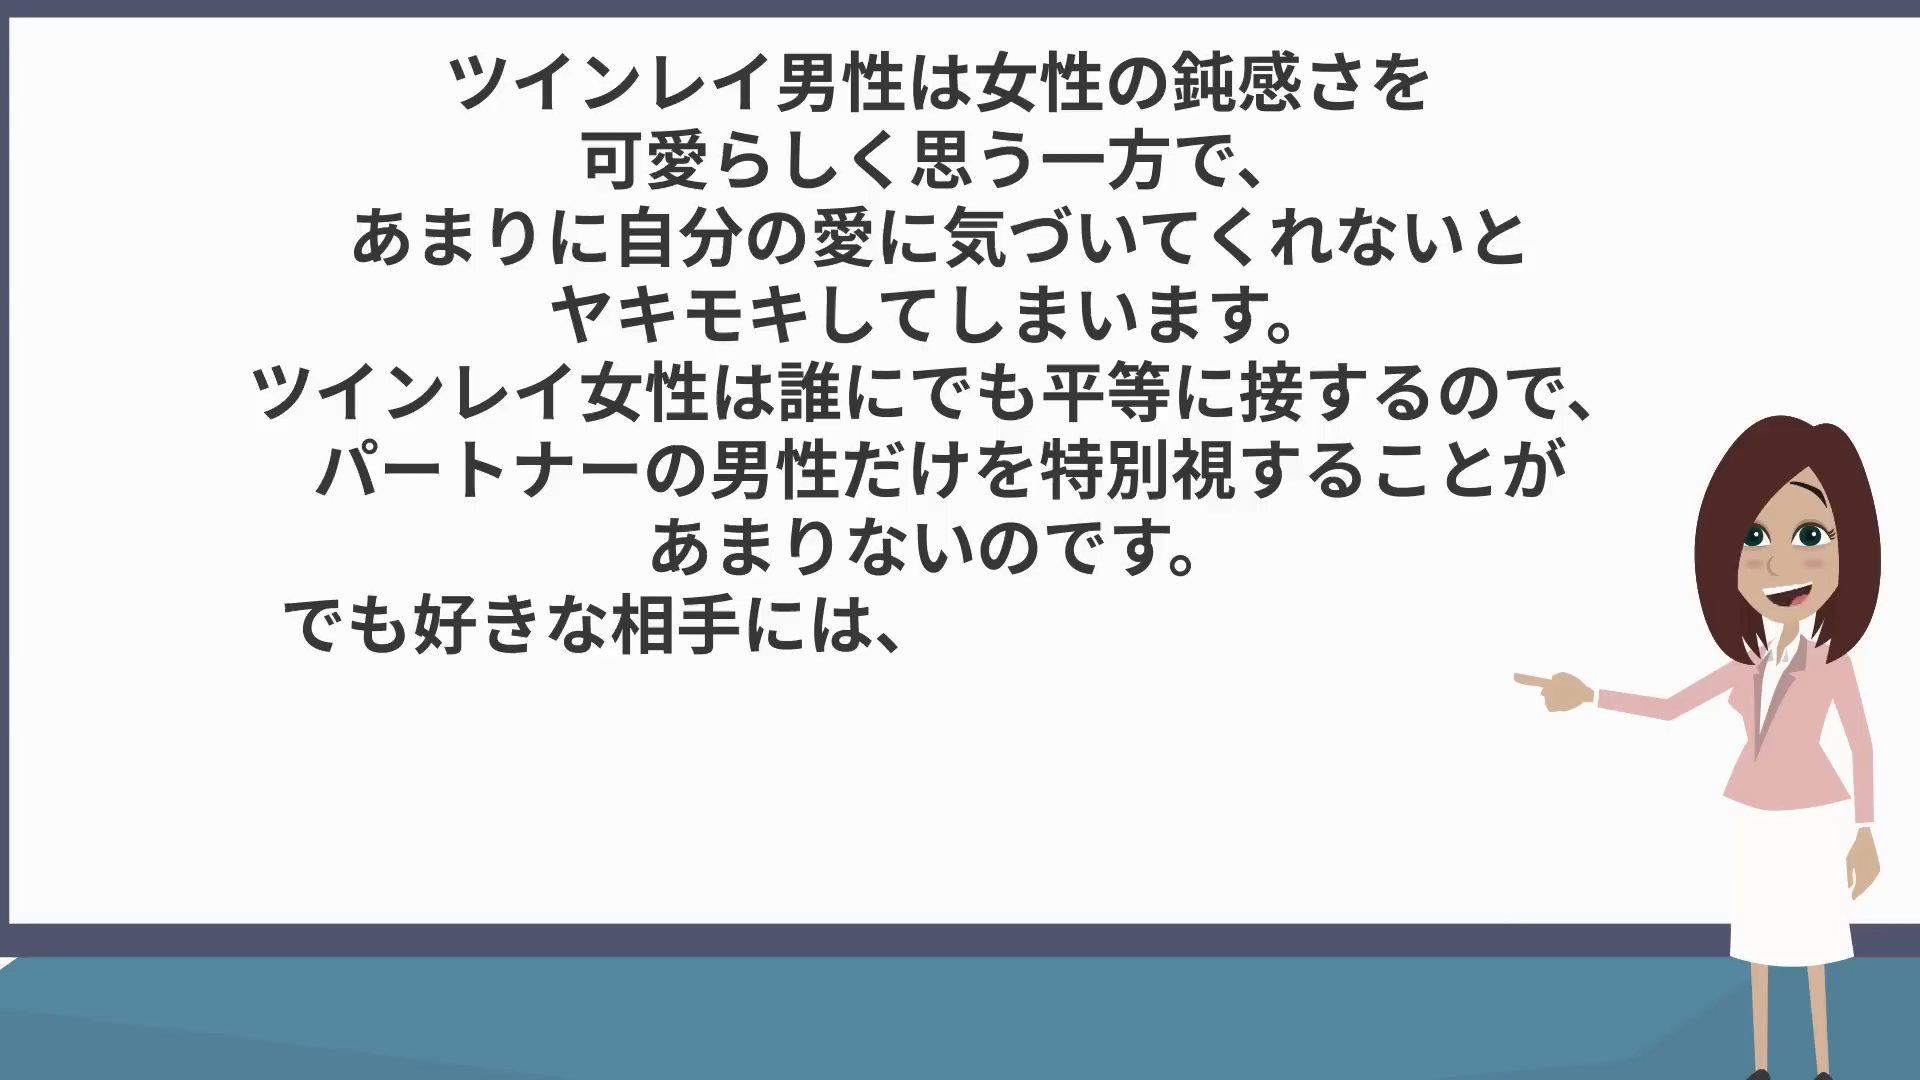 ツインレイ男性は女性の鈍感さを
可愛らしく思う一方で、
あまりに自分の愛に気づいてくれないと
ヤキモキしてしまいます。
ツインレイ女性は誰にでも平等に接するので、
パートナーの男性だけを特別視することが
あまりないのです。
でも好きな相手には、